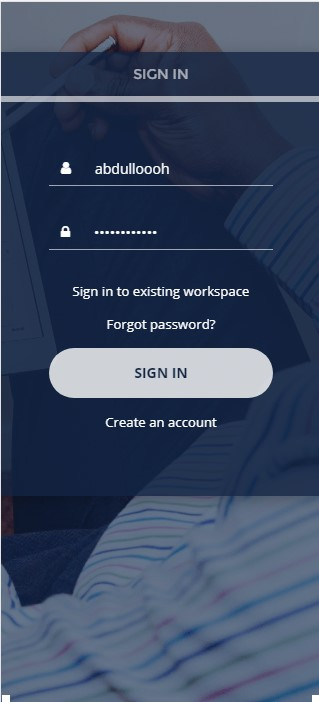 SIGN IN
abdulloooh
••••••••••••
Sign in to existing workspace
Forgot password?
SIGN IN
Create an account